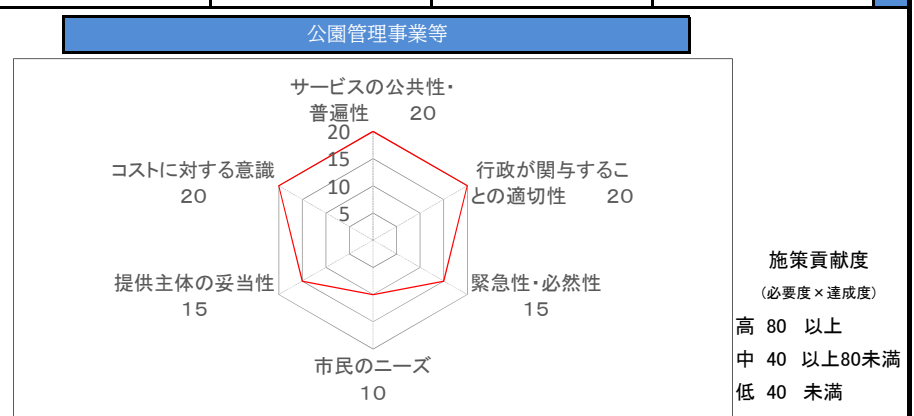 公園管理事業等
サービスの公共性・
普遍性 20
20
15
10
5
行政が関与するこ
との適切性 20
緊急性・必然性
15
市民のニーズ
10
提供主体の妥当性
15
コストに対する意識
20
施策貢献度
(必要度×達成度)
高 80 以上
中 40 以上80未満
低 40 未満